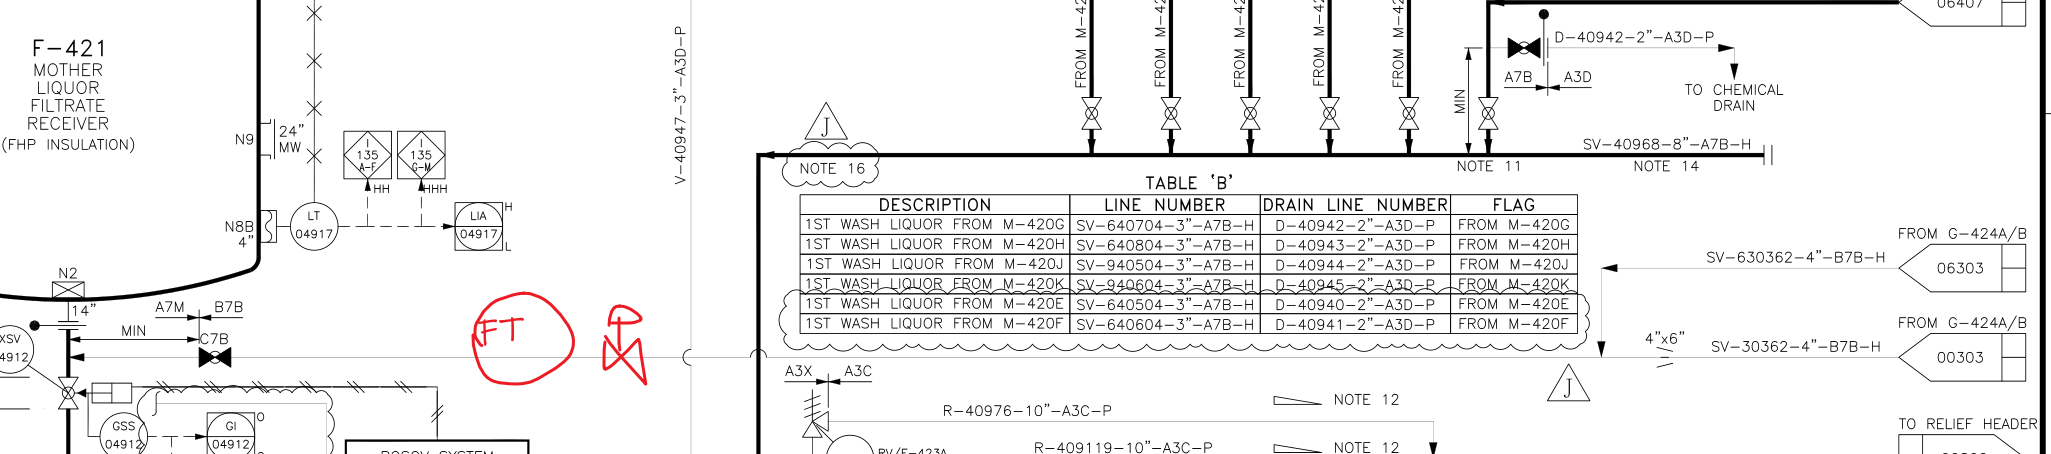 F-421
MOTHER
LIQUOR
FILTRATE
RECEIVER
(FHP INSULATION)
N9
24"
MW
135
A-F
135
G-M
HH
HHH
LT
04917
LIA
04917
H
L
N8B
4"
N2
14"
A7M
B7B
MIN
C7B
XSV
4912
GSS
04912
GI
04912
O
FT
V-40947-3"-A3D-P
FROM M-42
FROM M-42
FROM M-42
FROM M-42
FROM M-42
06407
D-40942-2"-A3D-P
A7B
A3D
TO CHEMICAL
DRAIN
MIN
J
NOTE 16
SV-40968-8"-A7B-H
NOTE 11
NOTE 14
TABLE 'B'
DESCRIPTION LINE NUMBER DRAIN LINE NUMBER FLAG
1ST WASH LIQUOR FROM M-420G SV-640704-3"-A7B-H D-40942-2"-A3D-P FROM M-420G
1ST WASH LIQUOR FROM M-420H SV-640804-3"-A7B-H D-40943-2"-A3D-P FROM M-420H
1ST WASH LIQUOR FROM M-420J SV-940504-3"-A7B-H D-40944-2"-A3D-P FROM M-420J
1ST WASH LIQUOR FROM M-420K SV-940604-3"-A7B-H D-40945-2"-A3D-P FROM M-420K
1ST WASH LIQUOR FROM M-420E SV-640504-3"-A7B-H D-40940-2"-A3D-P FROM M-420E
1ST WASH LIQUOR FROM M-420F SV-640604-3"-A7B-H D-40941-2"-A3D-P FROM M-420F
FROM G-424A/B
SV-630362-4"-B7B-H
06303
FROM G-424A/B
4"x6"
SV-30362-4"-B7B-H
00303
J
A3X
A3C
R-40976-10"-A3C-P
NOTE 12
R-409119-10"-A3C-P
NOTE 12
TO RELIEF HEADER